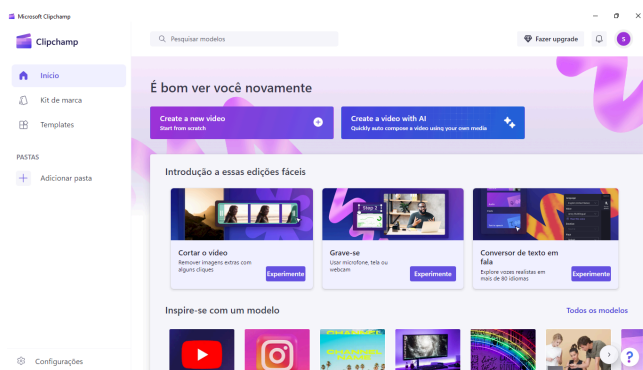 Microsoft Clipchamp
Clipchamp
Pesquisar modelos
Fazer upgrade
S
Início
Kit de marca
Templates
PASTAS
Adicionar pasta
Configurações
É bom ver você novamente
Create a new video
Start from scratch
Create a video with AI
Quickly auto compose a video using your own media
Introdução a essas edições fáceis
Cortar o vídeo
Remover imagens extras com
alguns cliques
Experimente
Step 2
Grave-se
Usar microfone, tela ou
webcam
Experimente
Conversor de texto em
fala
Explore vozes realistas em
mais de 80 idiomas
Experimente
Inspire-se com um modelo
Todos os modelos
CHANNEL
?